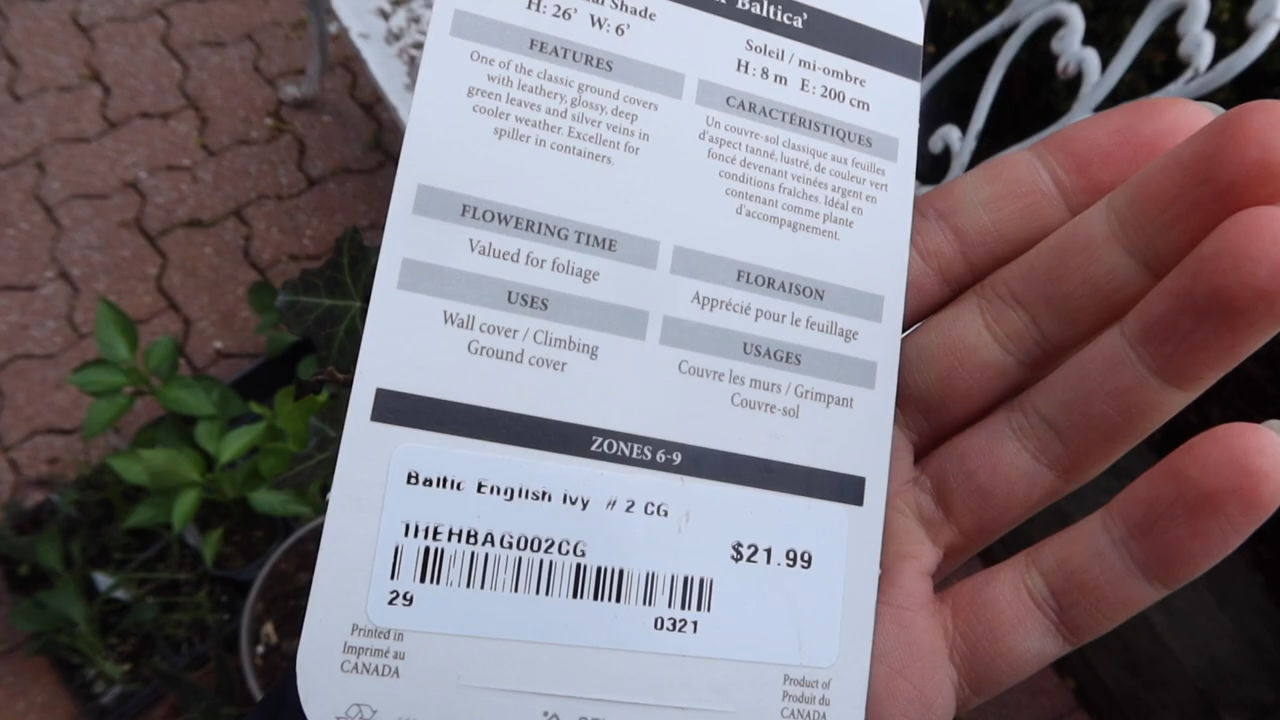 Shade
H: 26' W: 6'
FEATURES
One of the classic ground covers
with leathery, glossy, deep
green leaves and silver veins in
cooler weather. Excellent for
spiller in containers.
FLOWERING TIME
Valued for foliage
USES
Wall cover / Climbing
Ground cover
Baltica'
Soleil / mi-ombre
H: 8 m E: 200 cm
CARACTÉRISTIQUES
Un couvre-sol classique aux feuilles
d'aspect tanné, lustré, de couleur vert
foncé devenant veinées argent en
conditions fraîches. Idéal en
contenant comme plante
d'accompagnement.
FLORAISON
Apprécié pour le feuillage
USAGES
Couvre les murs / Grimpant
Couvre-sol
ZONES 6-9
Baltic English ivy # 2 CG
1HEHBAG002CG
$21.99
29
0321
Printed in
Imprimé au
CANADA
Product of
Produit du
CANADA